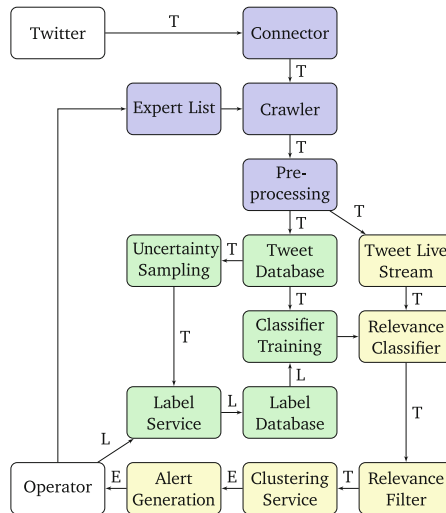 T
Twitter
Connector
T
Expert List
Crawler
T
Pre-
processing
T
T
Uncertainty
Sampling
T
Tweet
Database
Tweet Live
Stream
T
T
Classifier
Training
Relevance
Classifier
T
L
T
Label
Service
L
Label
Database
L
Operator
E
Alert
Generation
E
Clustering
Service
T
Relevance
Filter